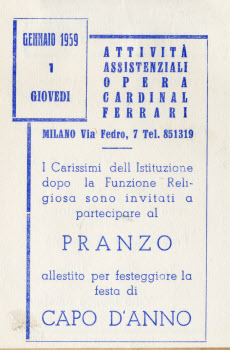 GENNAIO 1959
1
GIOVEDI
ATTIVITÀ
ASSISTENZIALI
OPERA
CARDINAL
FERRARI
MILANO Via Fedro, 7 Tel. 851319
I Carissimi dell'Istituzione
dopo la Funzione Reli-
giosa sono invitati a
partecipare al
PRANZO
allestito per festeggiare la
festa di
CAPO D'ANNO